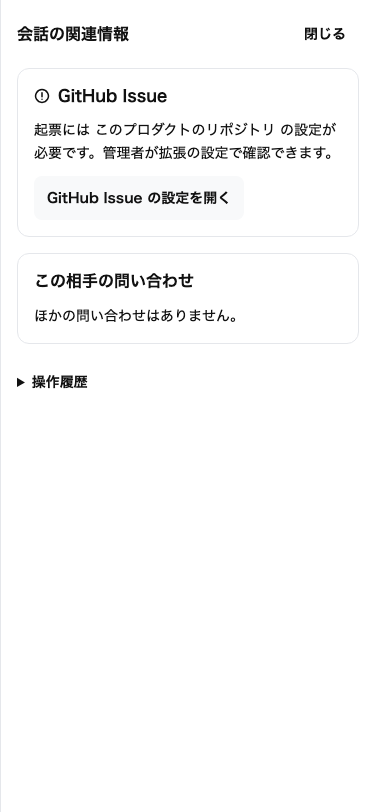 会話の関連情報
閉じる
GitHub Issue
起票には このプロダクトのリポジトリ の設定が
必要です。管理者が拡張の設定で確認できます。
GitHub Issue の設定を開く
この相手の問い合わせ
ほかの問い合わせはありません。
操作履歴